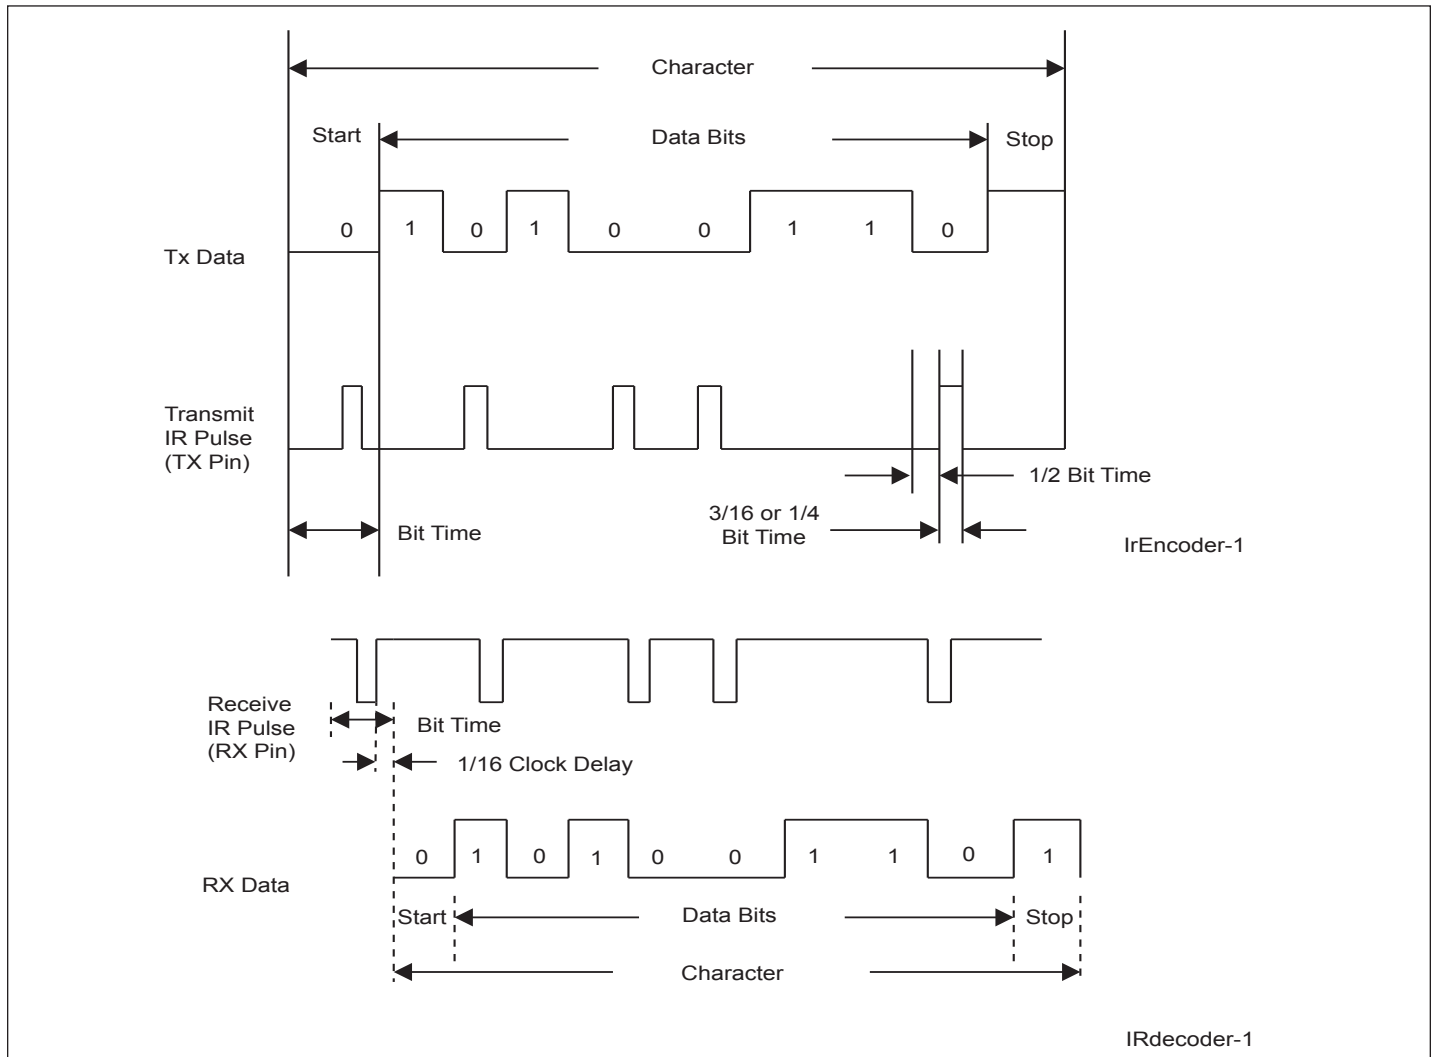 Character
Start Data Bits Stop
0 1 0 1 0 0 1 1 0
Tx Data
Transmit
IR Pulse
(TX Pin)
1/2 Bit Time
3/16 or 1/4
Bit Time
Bit Time
IrEncoder-1
Receive
IR Pulse
(RX Pin)
Bit Time
1/16 Clock Delay
0 1 0 1 0 0 1 1 0 1
RX Data
Start Data Bits Stop
Character
IRdecoder-1